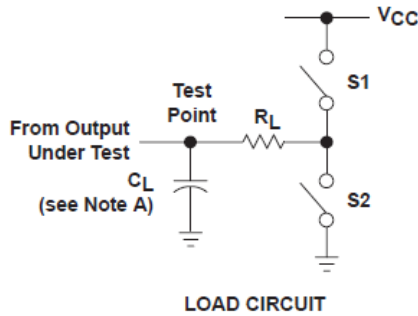 VCC
S1
Test
Point
RL
From Output
Under Test
CL
(see Note A)
S2
LOAD CIRCUIT